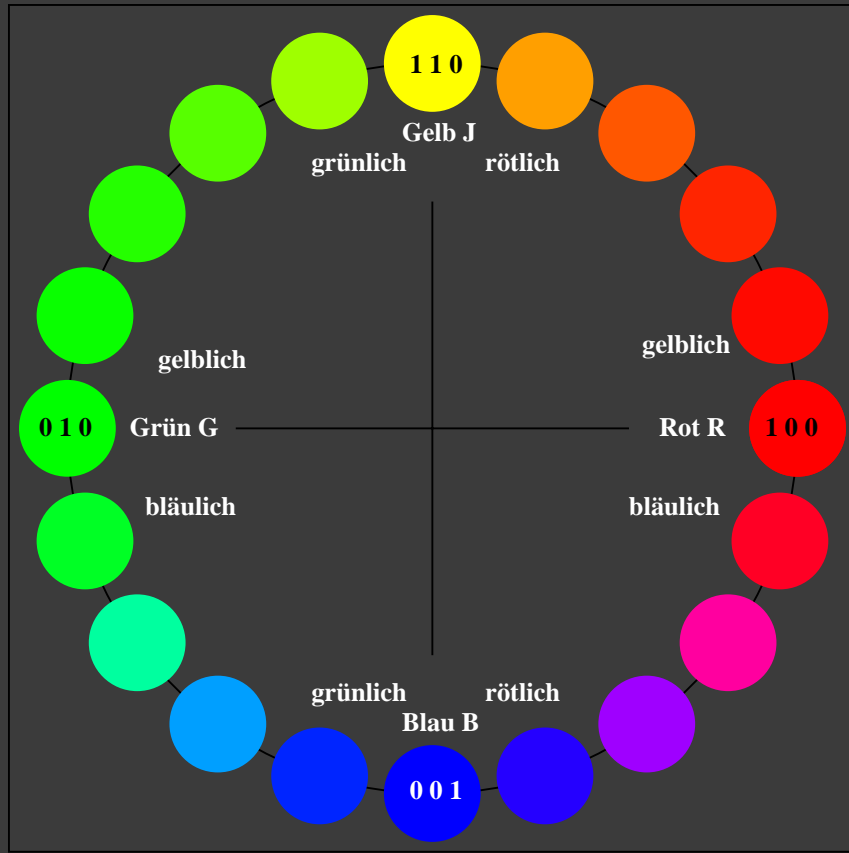 1 1 0
Gelb J
grünlich rötlich
gelblich gelblich
0 1 0 Grün G Rot R 1 0 0
bläulich bläulich
grünlich rötlich
Blau B
0 0 1